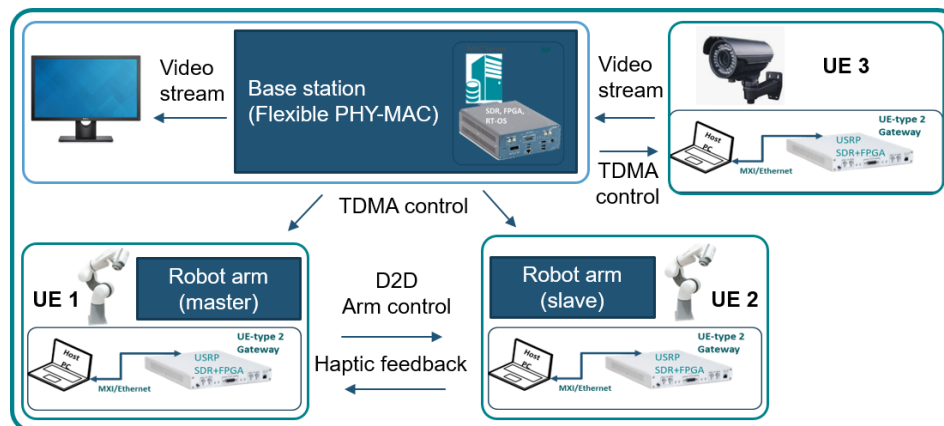 Video
stream
Base station
(Flexible PHY-MAC)
SDR, FPGA,
RT-OS
Video
stream
TDMA
control
UE 3
UE-type 2
Gateway
Host
PC
USRP
SDR+FPGA
MXI/Ethernet
TDMA control
UE 1
Robot arm
(master)
UE-type 2
Gateway
Host
PC
USRP
SDR+FPGA
MXI/Ethernet
D2D
Arm control
Haptic feedback
Robot arm
(slave)
UE 2
UE-type 2
Gateway
Host
PC
USRP
SDR+FPGA
MXI/Ethernet